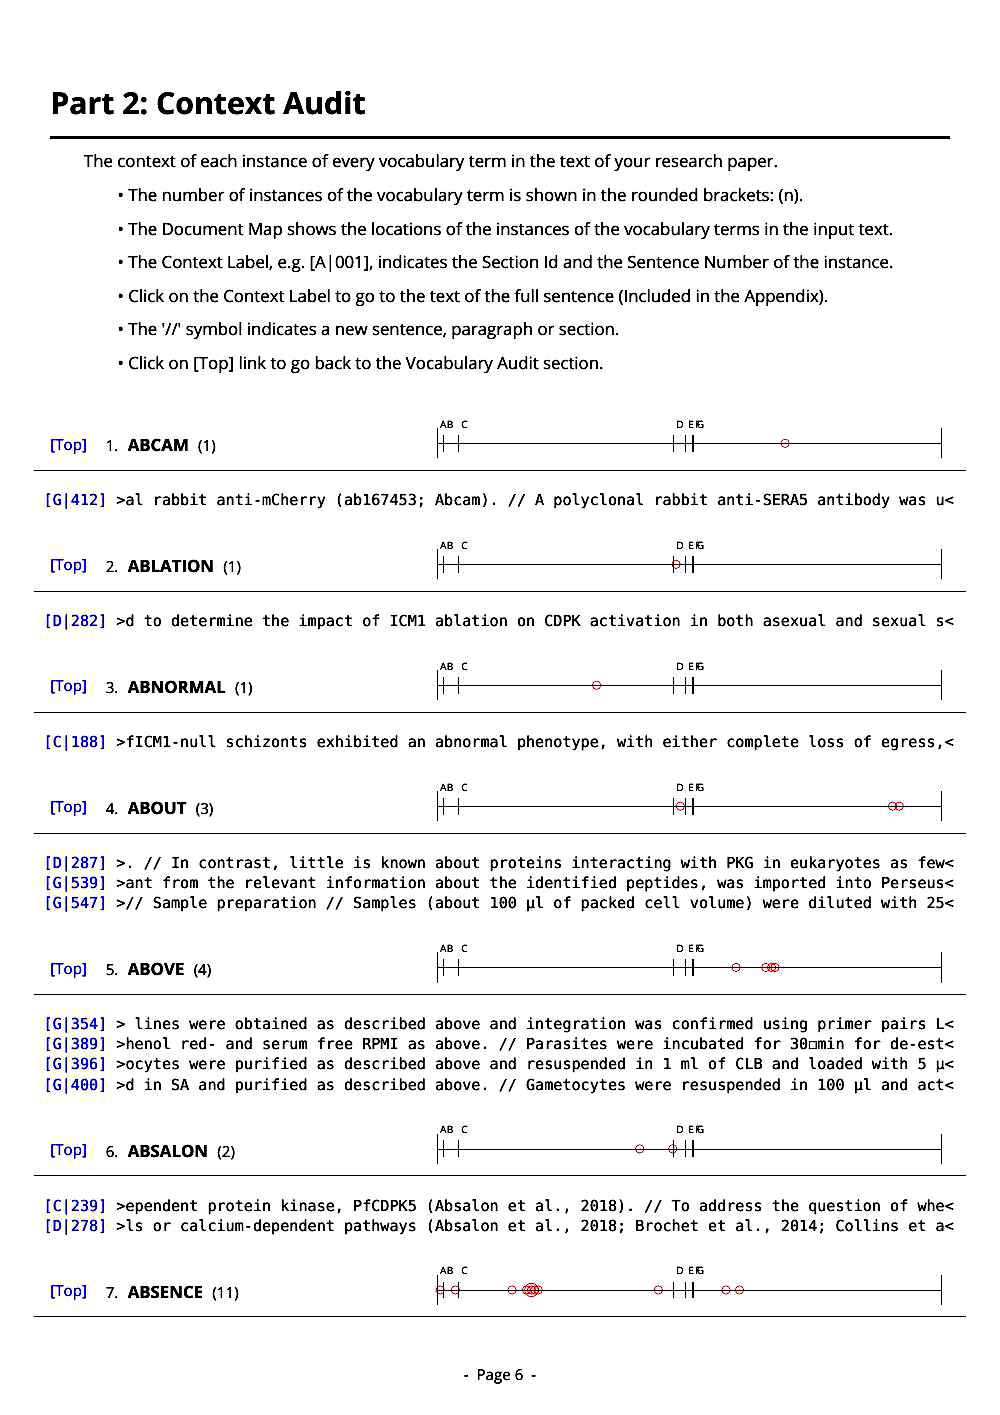 Part 2: Context Audit
The context of each instance of every vocabulary term in the text of your research paper.
• The number of instances of the vocabulary term is shown in the rounded brackets: (n).
• The Document Map shows the locations of the instances of the vocabulary terms in the input text.
• The Context Label, e.g. [A|001], indicates the Section Id and the Sentence Number of the instance.
• Click on the Context Label to go to the text of the full sentence (Included in the Appendix).
• The '//' symbol indicates a new sentence, paragraph or section.
• Click on [Top] link to go back to the Vocabulary Audit section.
AB C D E F G
[Top] 1. ABCAM (1)
[G|412] >al rabbit anti-mCherry (ab167453; Abcam). // A polyclonal rabbit anti-SERA5 antibody was u<
AB C D E F G
[Top] 2. ABLATION (1)
[D|282] >d to determine the impact of ICM1 ablation on CDPK activation in both asexual and sexual s<
AB C D E F G
[Top] 3. ABNORMAL (1)
[C|188] >fICM1-null schizonts exhibited an abnormal phenotype, with either complete loss of egress,<
AB C D E F G
[Top] 4. ABOUT (3)
[D|287] >. // In contrast, little is known about proteins interacting with PKG in eukaryotes as few<
[G|539] >ant from the relevant information about the identified peptides, was imported into Perseus<
[G|547] >// Sample preparation // Samples (about 100 µl of packed cell volume) were diluted with 25<
AB C D E F G
[Top] 5. ABOVE (4)
[G|354] > lines were obtained as described above and integration was confirmed using primer pairs L<
[G|389] >henol red- and serum free RPMI as above. // Parasites were incubated for 30□min for de-est<
[G|396] >ocytes were purified as described above and resuspended in 1 ml of CLB and loaded with 5 µ<
[G|400] >d in SA and purified as described above. // Gametocytes were resuspended in 100 µl and act<
AB C D E F G
[Top] 6. ABSALON (2)
[C|239] >ependent protein kinase, PfCDPK5 (Absalon et al., 2018). // To address the question of whe<
[D|278] >ls or calcium-dependent pathways (Absalon et al., 2018; Brochet et al., 2014; Collins et a<
AB C D E F G
[Top] 7. ABSENCE (11)
- Page 6 -